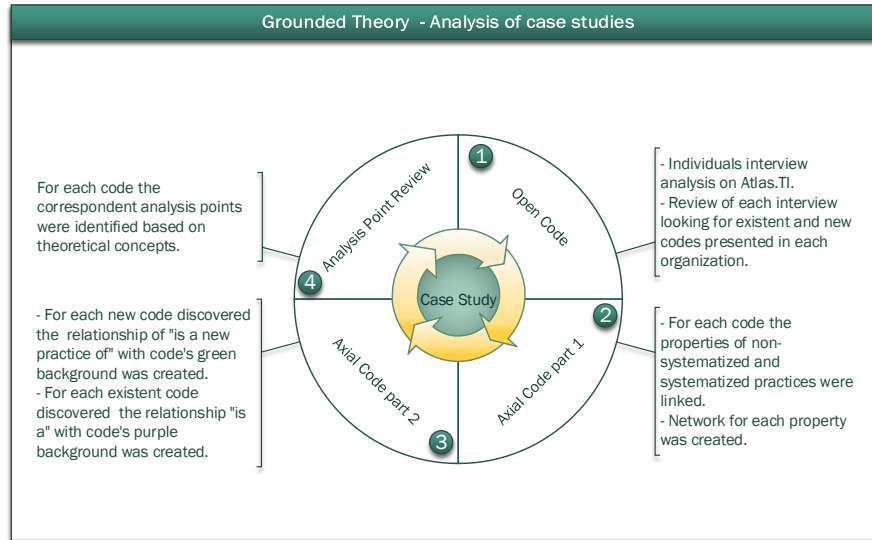 Grounded Theory - Analysis of case studies
1
Open Code
- Individuals interview
analysis on Atlas.TI.
- Review of each interview
looking for existent and new
codes presented in each
organization.
2
Axial Code part 1
- For each code the
properties of non-
systematized and
systematized practices were
linked.
- Network for each property
was created.
3
Axial Code part 2
- For each new code discovered
the relationship of "is a new
practice of" with code's green
background was created.
- For each existent code
discovered the relationship "is
a" with code's purple
background was created.
4
Analysis Point Review
For each code the
correspondent analysis points
were identified based on
theoretical concepts.
Case Study